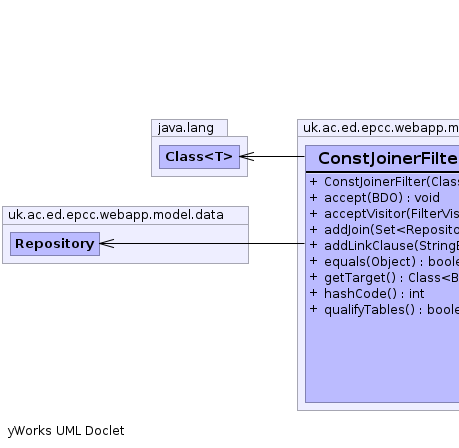 java.lang
Class<T>
uk.ac.ed.epcc.webapp.model.data
Repository
uk.ac.ed.epcc.webapp.m
ConstJoinerFilte
+ ConstJoinerFilter(Clas
+ accept(BDO) : void
+ acceptVisitor(FilterVis
+ addJoin(Set<Reposito
+ addLinkClause(StringB
+ equals(Object) : boole
+ getTarget() : Class<B
+ hashCode() : int
+ qualifyTables() : boole
yWorks UML Doclet